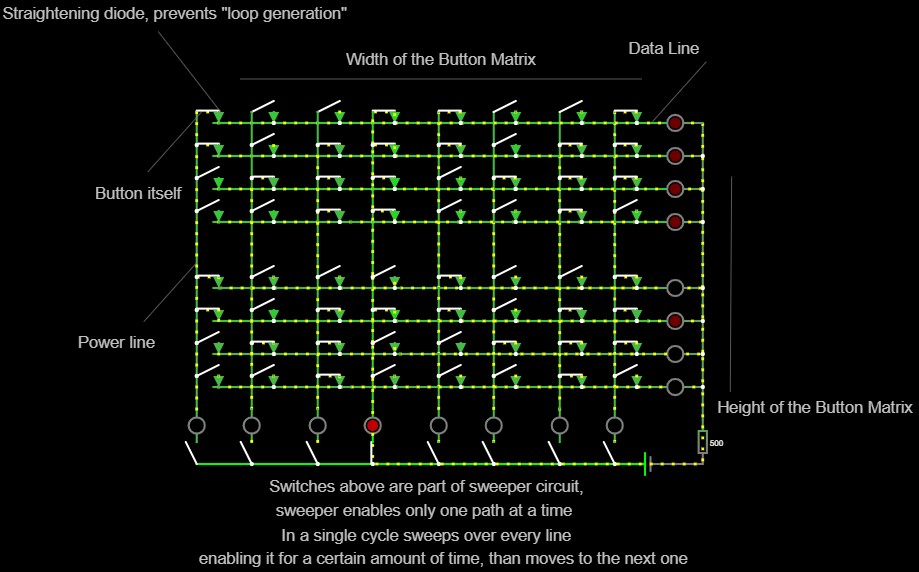 Straightening diode, prevents "loop generation"
Width of the Button Matrix
Data Line
Button itself
Power line
Height of the Button Matrix
500
Switches above are part of sweeper circuit,
sweeper enables only one path at a time
In a single cycle sweeps over every line
enabling it for a certain amount of time, than moves to the next one